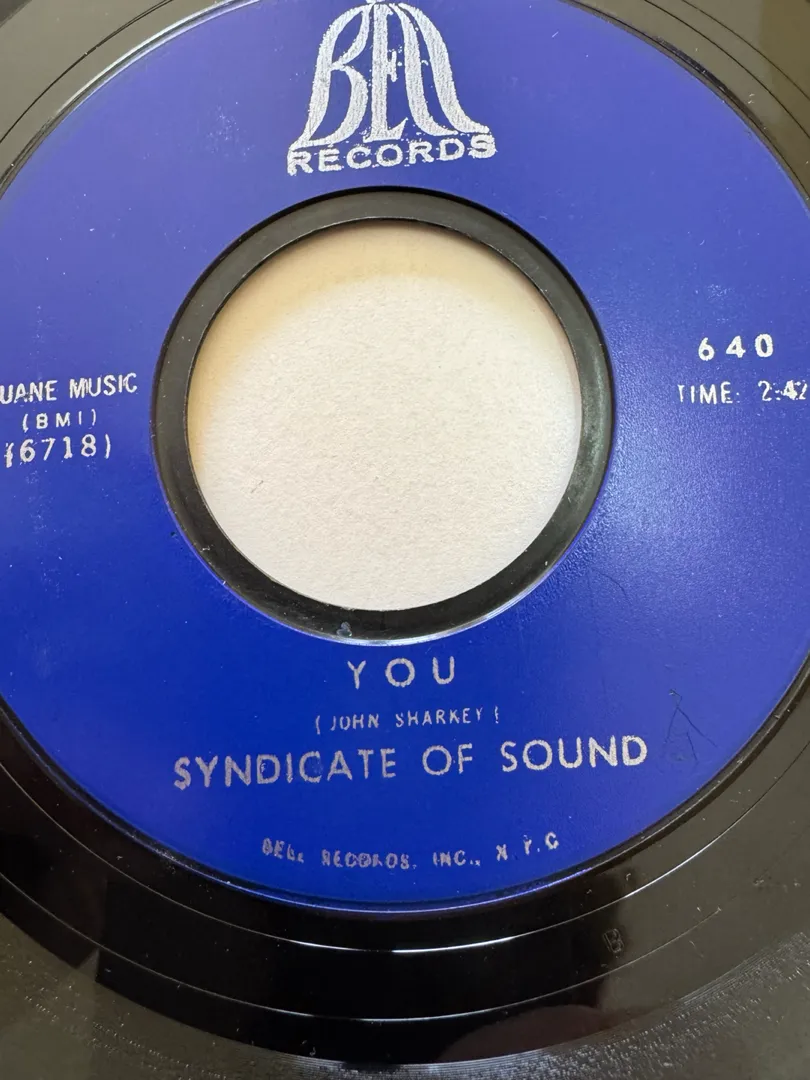 BELL
RECORDS
UANE MUSIC
(BMI)
(6718)
640
TIME: 2:42
YOU
(JOHN SHARKEY)
SYNDICATE OF SOUND
BELL RECORDS, INC., N.Y.C